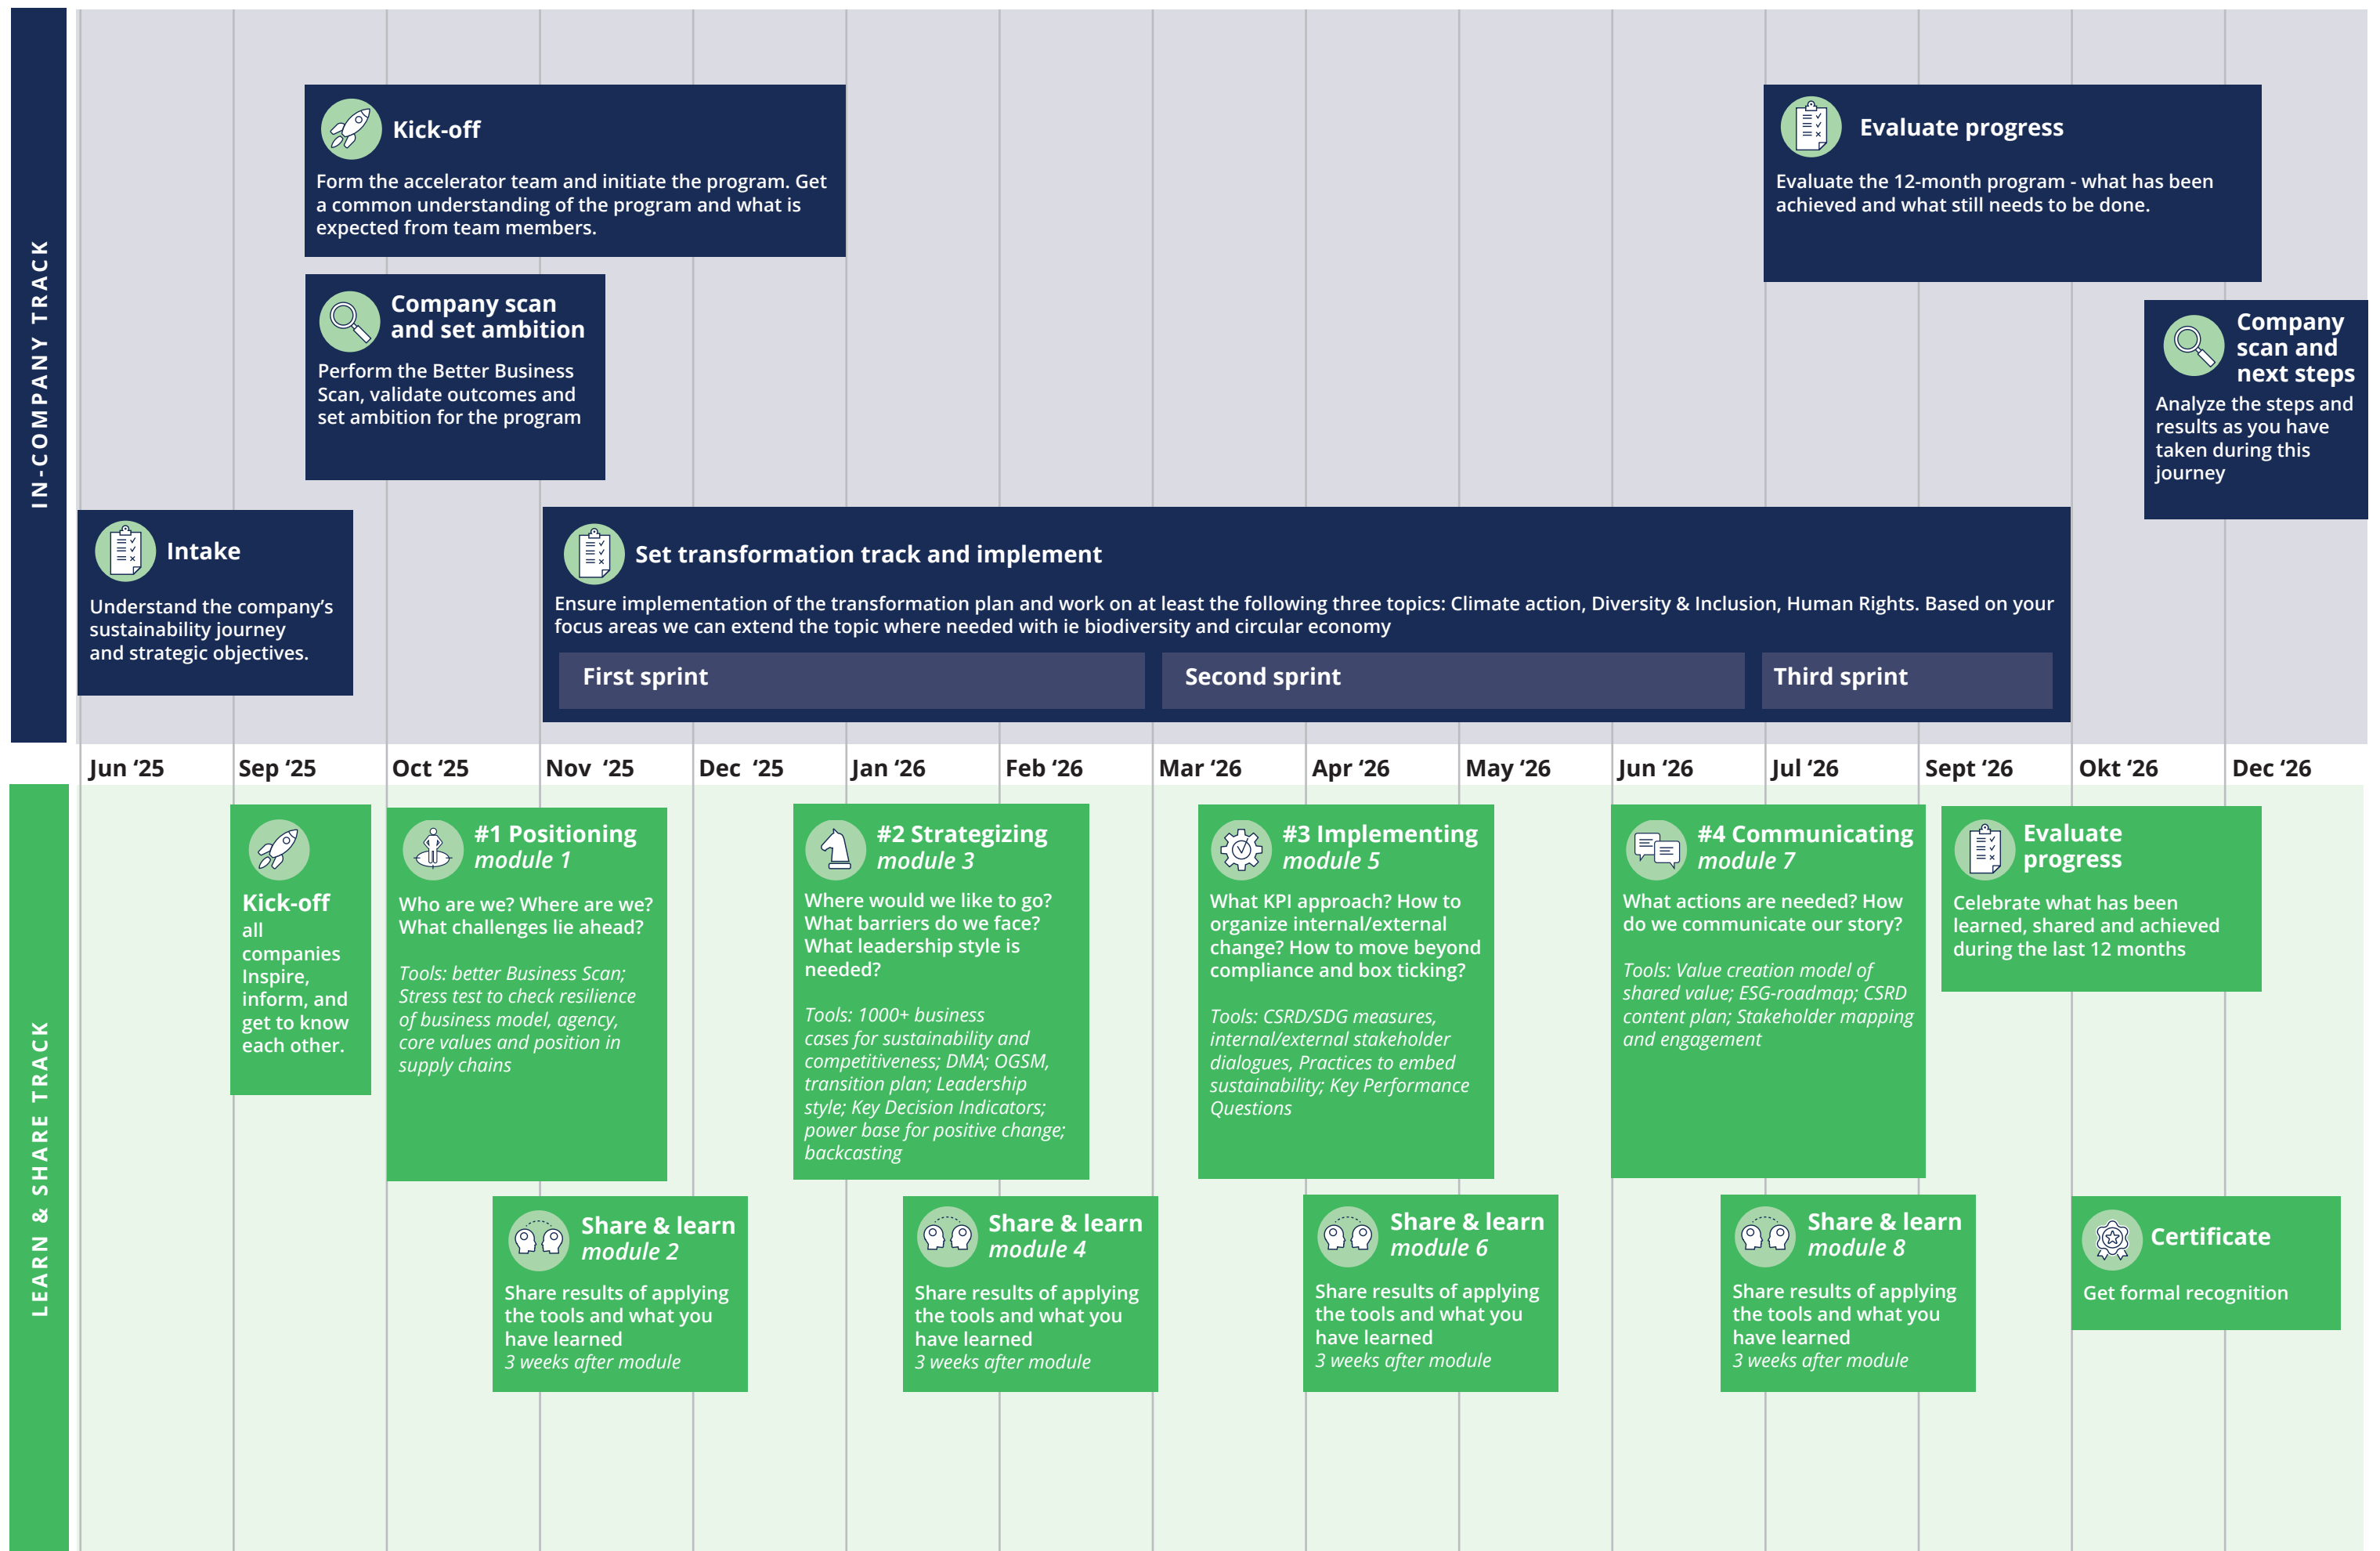 IN-COMPANY TRACK
Kick-off
Form the accelerator team and initiate the program. Get
a common understanding of the program and what is
expected from team members.
Evaluate progress
Evaluate the 12-month program - what has been
achieved and what still needs to be done.
Company scan
and set ambition
Perform the Better Business
Scan, validate outcomes and
set ambition for the program
Company
scan and
next steps
Analyze the steps and
results as you have
taken during this
journey
Intake
Understand the company’s
sustainability journey
and strategic objectives.
Set transformation track and implement
Ensure implementation of the transformation plan and work on at least the following three topics: Climate action, Diversity & Inclusion, Human Rights. Based on your
focus areas we can extend the topic where needed with ie biodiversity and circular economy
First sprint
Second sprint
Third sprint
Jun ‘25 Sep ‘25 Oct ‘25 Nov ‘25 Dec ‘25 Jan ‘26 Feb ‘26 Mar ‘26 Apr ‘26 May ‘26 Jun ‘26 Jul ‘26 Sept ‘26 Okt ‘26 Dec ‘26
LEARN & SHARE TRACK
Kick-off
all
companies
Inspire,
inform, and
get to know
each other.
#1 Positioning
module 1
Who are we? Where are we?
What challenges lie ahead?
Tools: better Business Scan;
Stress test to check resilience
of business model, agency,
core values and position in
supply chains
#2 Strategizing
module 3
Where would we like to go?
What barriers do we face?
What leadership style is
needed?
Tools: 1000+ business
cases for sustainability and
competitiveness; DMA; OGSM,
transition plan; Leadership
style; Key Decision Indicators;
power base for positive change;
backcasting
#3 Implementing
module 5
What KPI approach? How to
organize internal/external
change? How to move beyond
compliance and box ticking?
Tools: CSRD/SDG measures,
internal/external stakeholder
dialogues, Practices to embed
sustainability; Key Performance
Questions
#4 Communicating
module 7
What actions are needed? How
do we communicate our story?
Tools: Value creation model of
shared value; ESG-roadmap; CSRD
content plan; Stakeholder mapping
and engagement
Evaluate
progress
Celebrate what has been
learned, shared and achieved
during the last 12 months
Share & learn
module 2
Share results of applying
the tools and what you
have learned
3 weeks after module
Share & learn
module 4
Share results of applying
the tools and what you
have learned
3 weeks after module
Share & learn
module 6
Share results of applying
the tools and what you
have learned
3 weeks after module
Share & learn
module 8
Share results of applying
the tools and what you
have learned
3 weeks after module
Certificate
Get formal recognition